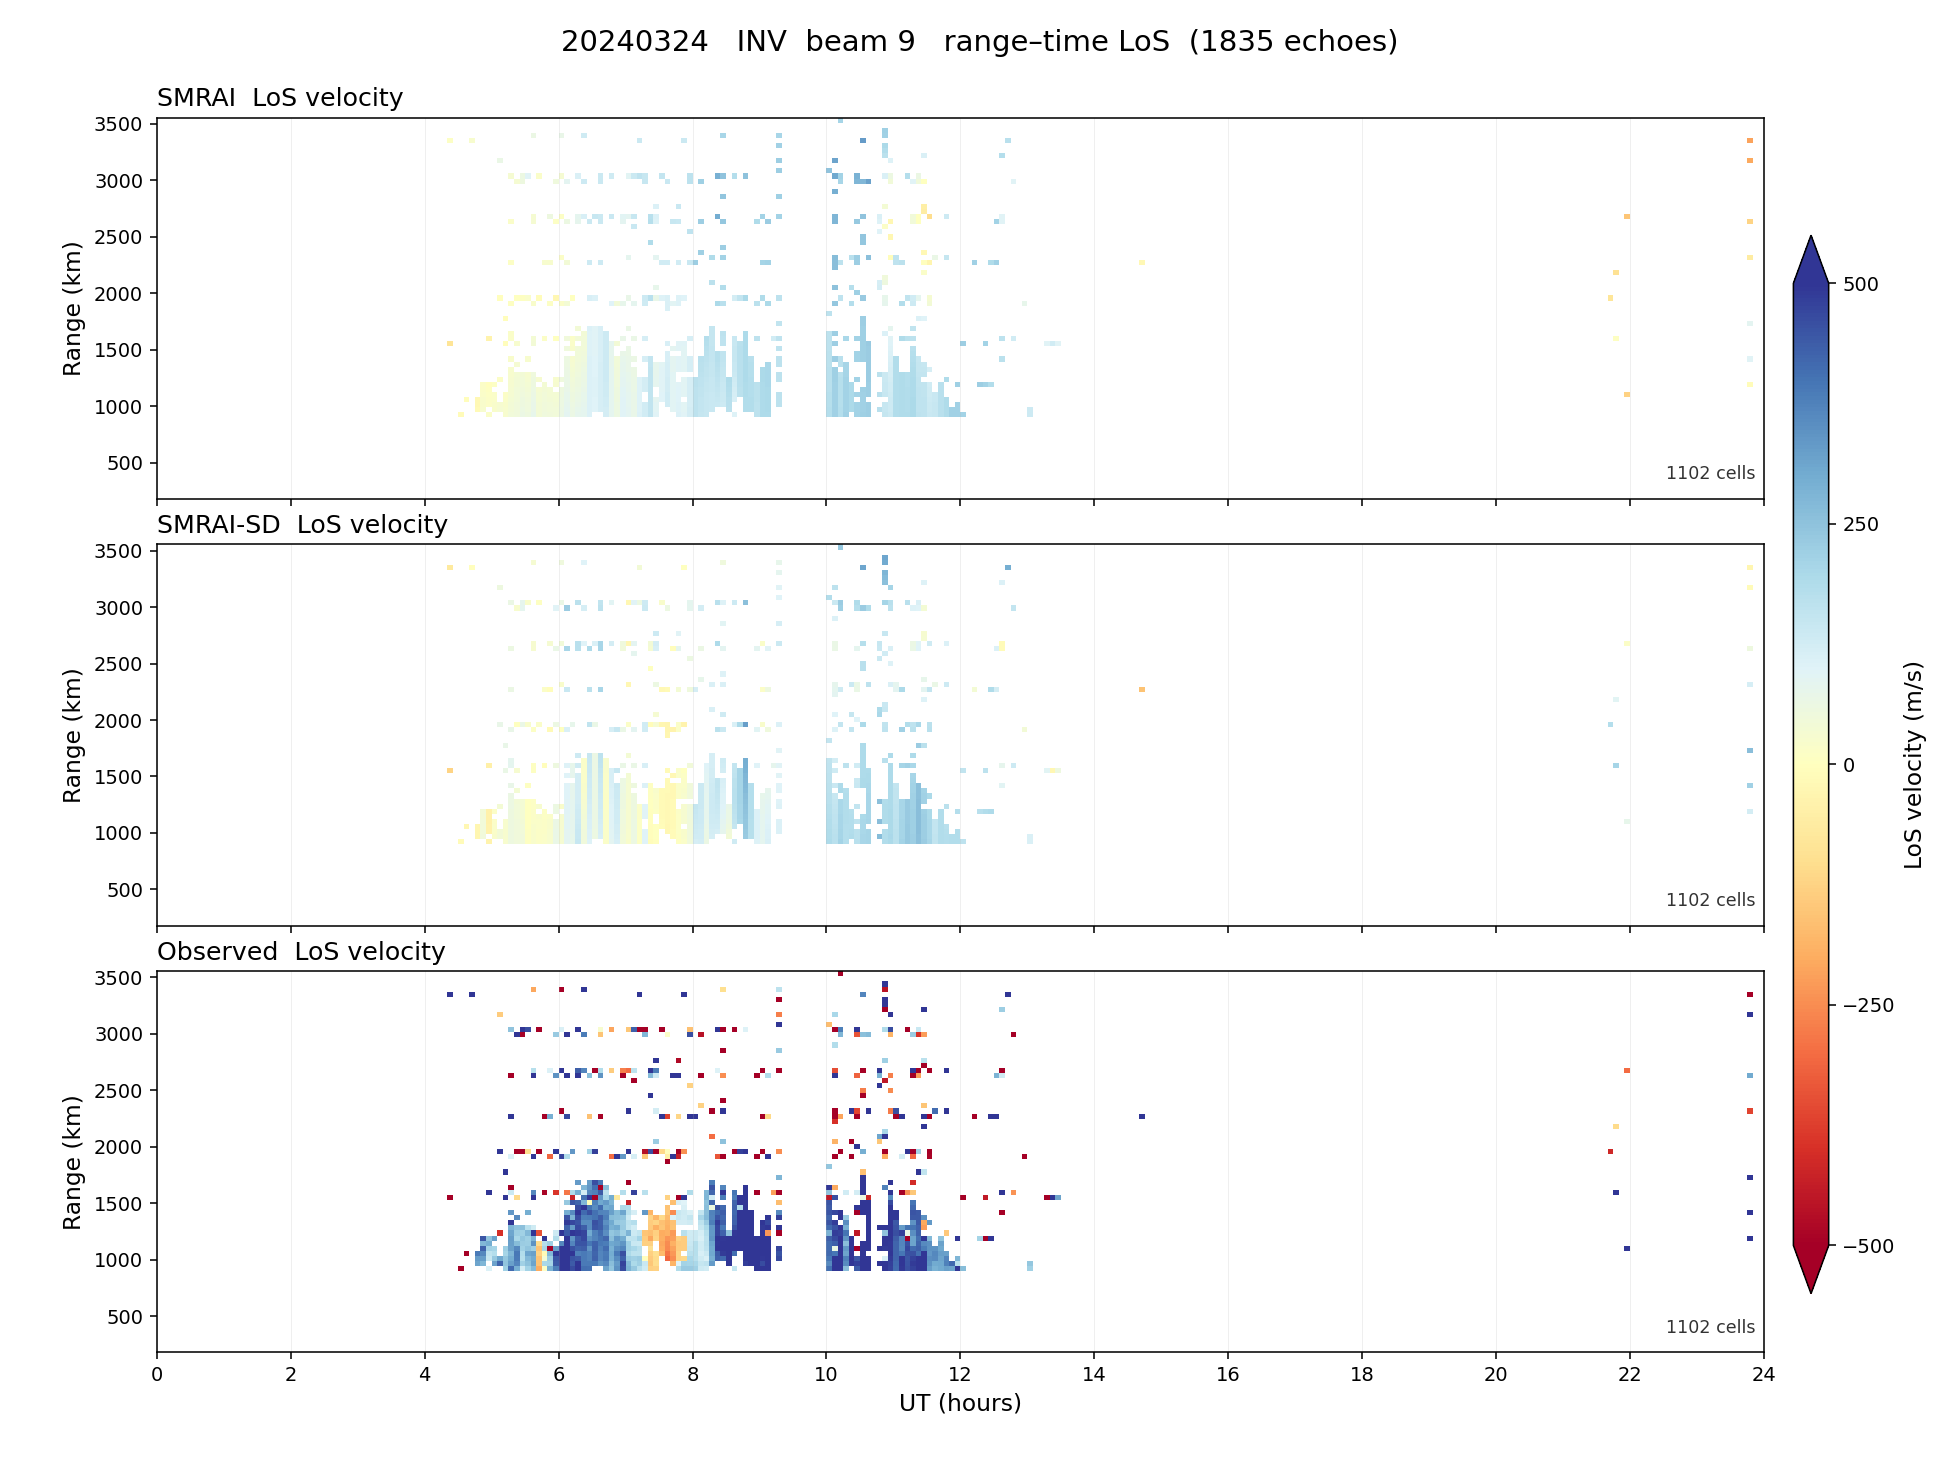 20240324   INV  beam 9   range–time LoS  (1835 echoes)
SMRAI  LoS velocity
3500
3000
2500
2000
1500
1000
500
Range (km)
1102 cells
SMRAI-SD  LoS velocity
3500
3000
2500
2000
1500
1000
500
Range (km)
1102 cells
Observed  LoS velocity
3500
3000
2500
2000
1500
1000
500
Range (km)
1102 cells
0 2 4 6 8 10 12 14 16 18 20 22 24
UT (hours)
500
250
0
−250
−500
LoS velocity (m/s)